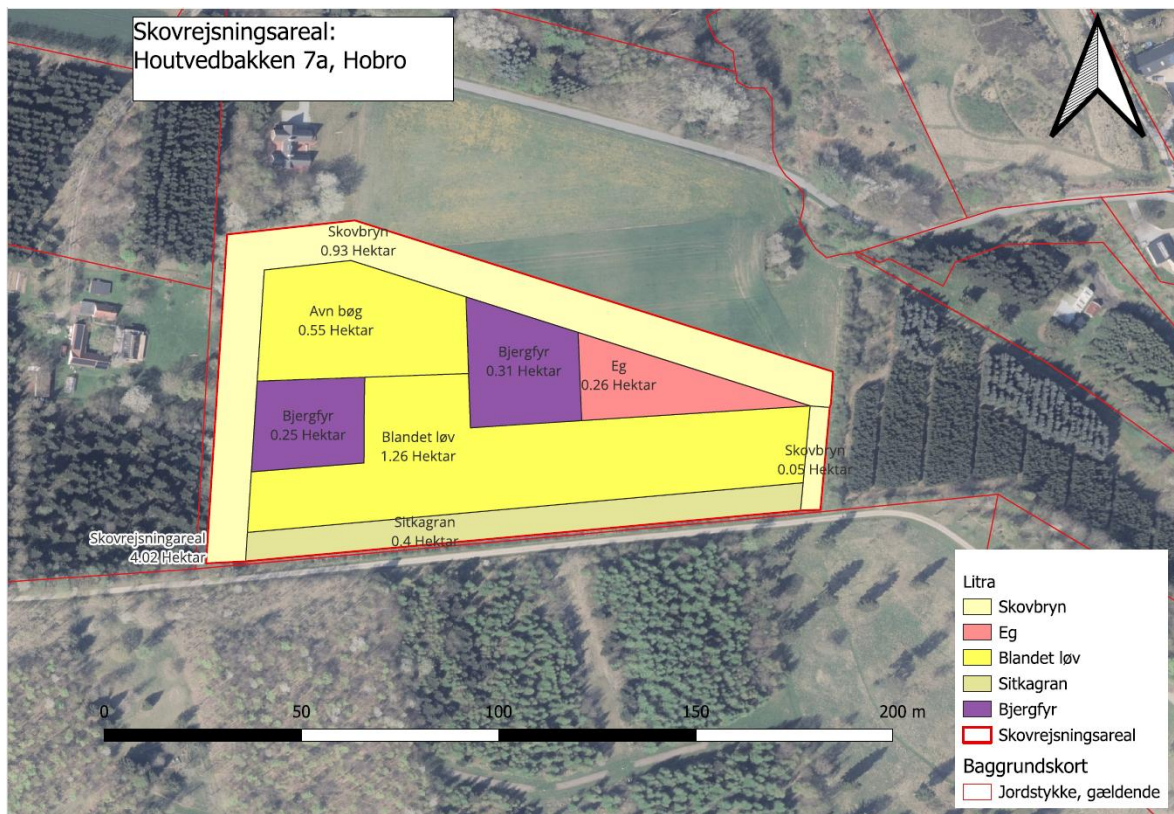 Skovrejsningsareal:
Houtvedbakken 7a, Hobro
Skovbryn
0.93 Hektar
Avn bøg
0.55 Hektar
Bjergfyr
0.31 Hektar
Eg
0.26 Hektar
Bjergfyr
0.25 Hektar
Blandet løv
1.26 Hektar
Skovbryn
0.05 Hektar
Sitkagran
0.4 Hektar
Skovrejsningareal
4.02 Hektar
0 50 100 150 200 m
Litra
Skovbryn
Eg
Blandet løv
Sitkagran
Bjergfyr
Skovrejsningsareal
Baggrundskort
Jordstykke, gældende